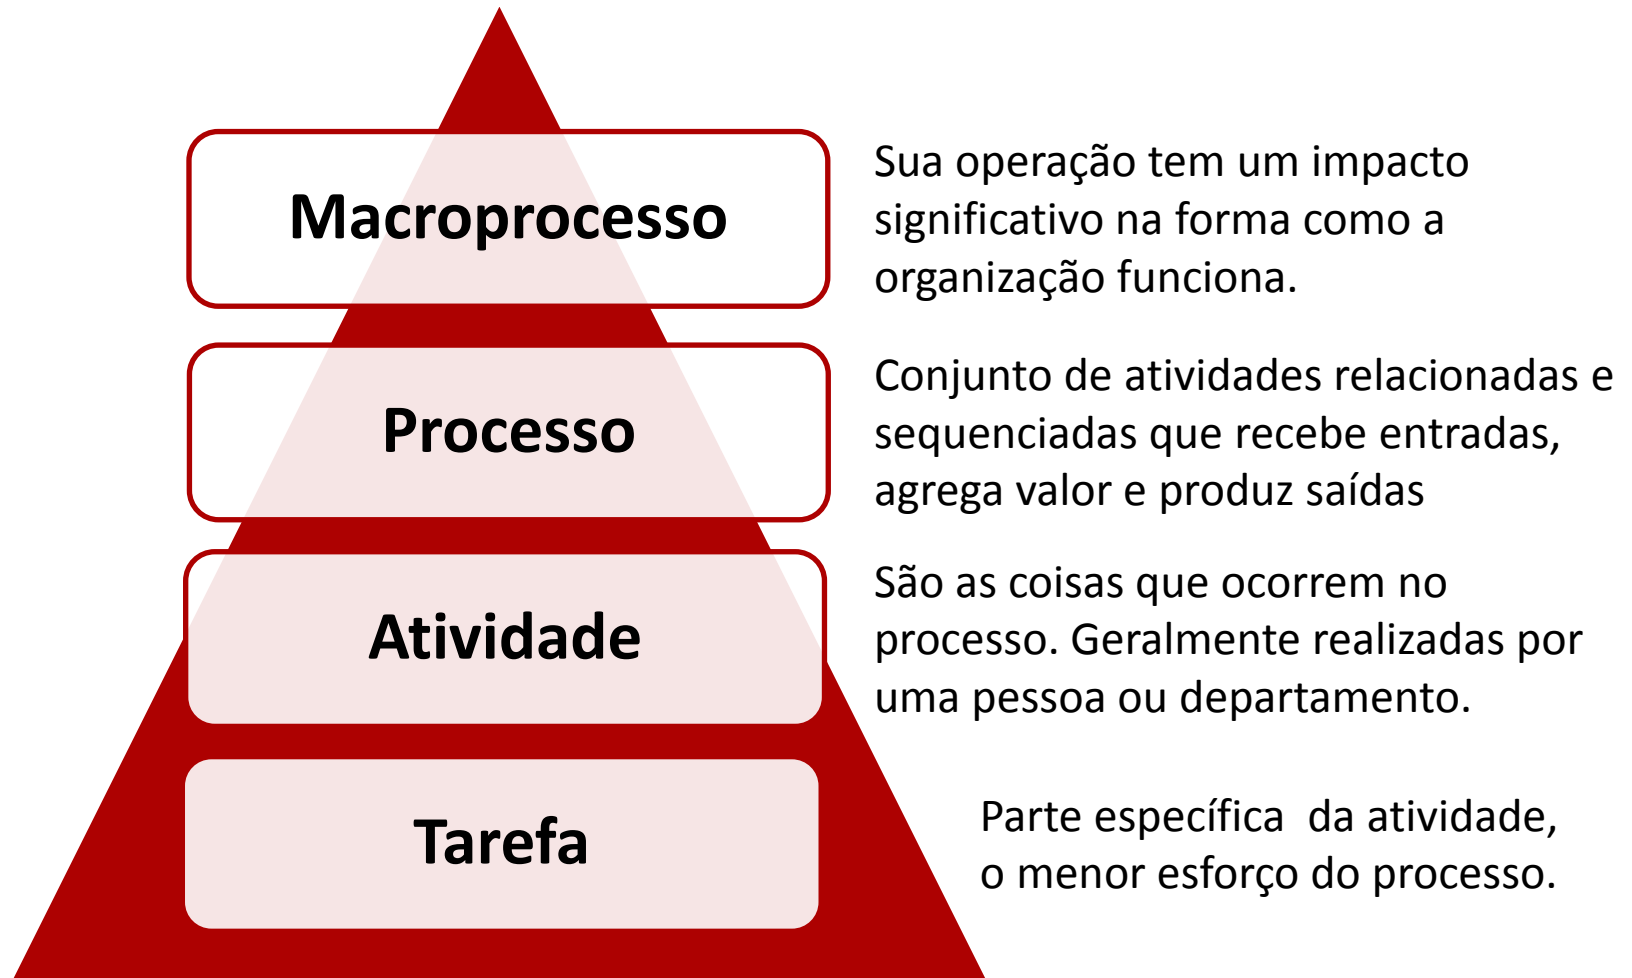 Macroprocesso
Sua operação tem um impacto
significativo na forma como a
organização funciona.
Processo
Conjunto de atividades relacionadas e
sequenciadas que recebe entradas,
agrega valor e produz saídas
Atividade
São as coisas que ocorrem no
processo. Geralmente realizadas por
uma pessoa ou departamento.
Tarefa
Parte específica  da atividade,
o menor esforço do processo.